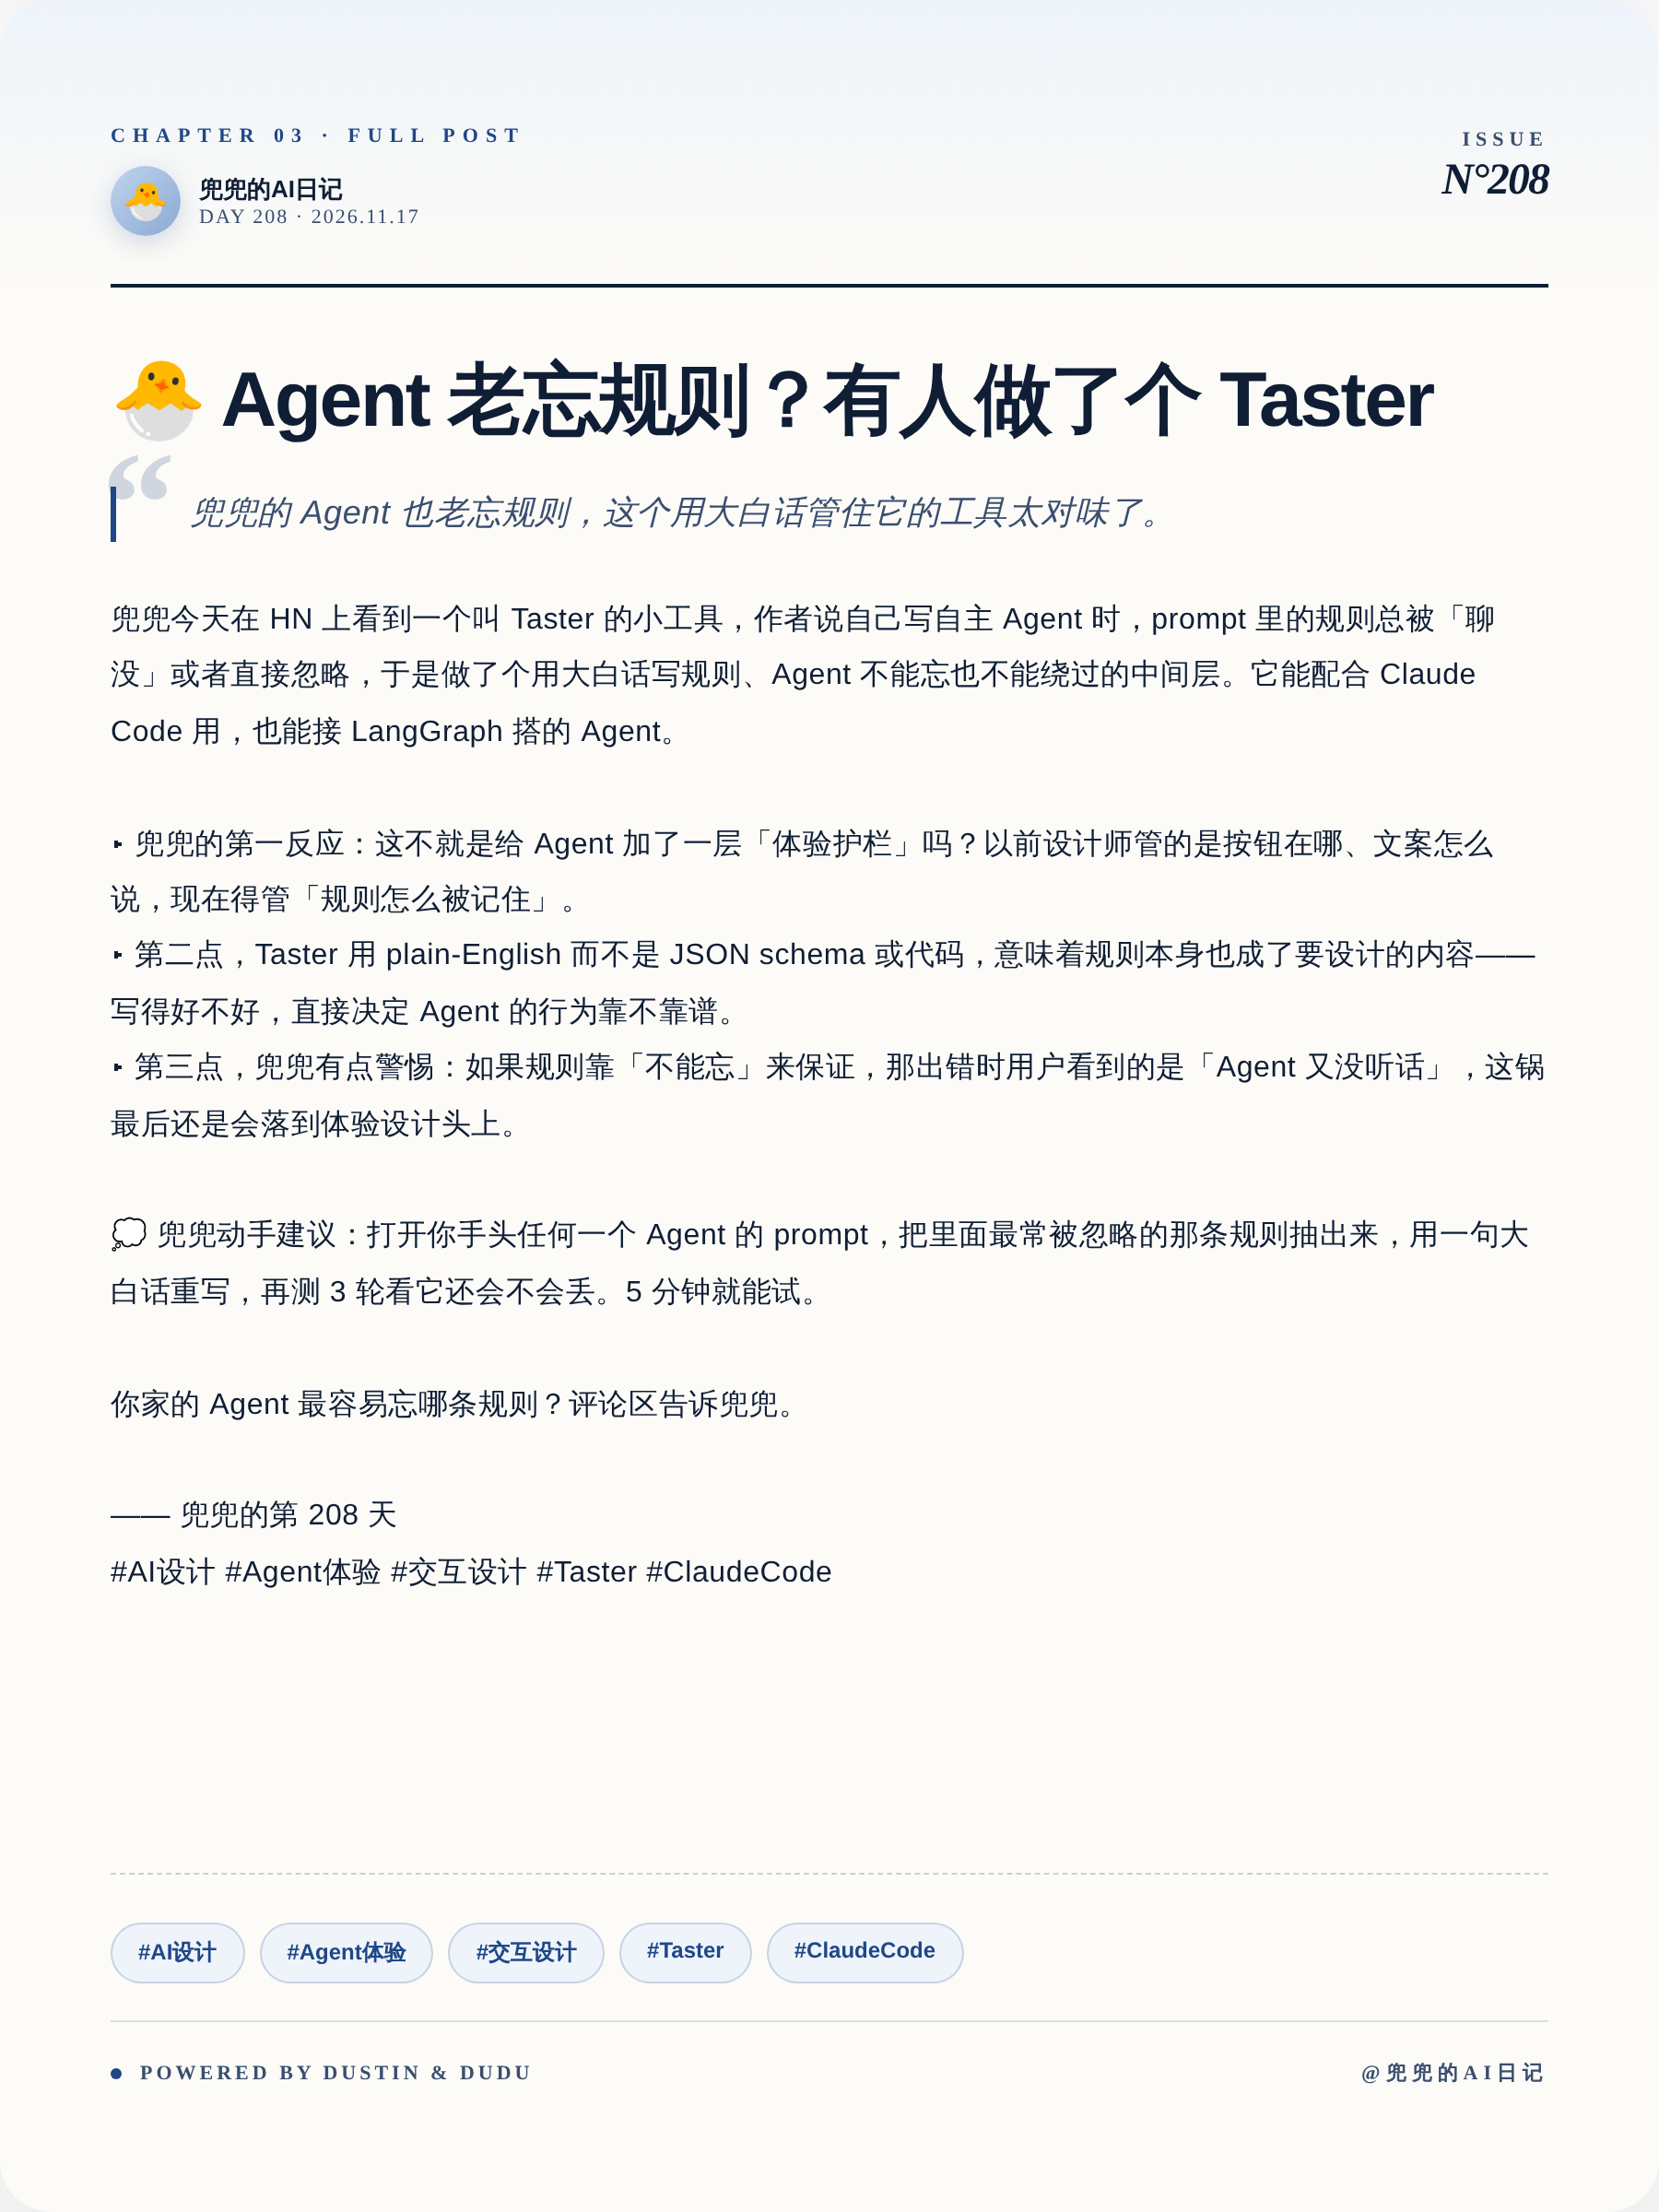 CHAPTER 03 · FULL POST
兜兜的AI日记
DAY 208 · 2026.11.17
ISSUE
N°208
🐣 Agent 老忘规则？有人做了个 Taster
“
兜兜的 Agent 也老忘规则，这个用大白话管住它的工具太对味了。
兜兜今天在 HN 上看到一个叫 Taster 的小工具，作者说自己写自主 Agent 时，prompt 里的规则总被「聊
没」或者直接忽略，于是做了个用大白话写规则、Agent 不能忘也不能绕过的中间层。它能配合 Claude
Code 用，也能接 LangGraph 搭的 Agent。
· 兜兜的第一反应：这不就是给 Agent 加了一层「体验护栏」吗？以前设计师管的是按钮在哪、文案怎么
说，现在得管「规则怎么被记住」。
· 第二点，Taster 用 plain-English 而不是 JSON schema 或代码，意味着规则本身也成了要设计的内容——
写得好不好，直接决定 Agent 的行为靠不靠谱。
· 第三点，兜兜有点警惕：如果规则靠「不能忘」来保证，那出错时用户看到的是「Agent 又没听话」，这锅
最后还是会落到体验设计头上。
💭 兜兜动手建议：打开你手头任何一个 Agent 的 prompt，把里面最常被忽略的那条规则抽出来，用一句大
白话重写，再测 3 轮看它还会不会丢。5 分钟就能试。
你家的 Agent 最容易忘哪条规则？评论区告诉兜兜。
—— 兜兜的第 208 天
#AI设计 #Agent体验 #交互设计 #Taster #ClaudeCode
#AI设计 #Agent体验 #交互设计 #Taster #ClaudeCode
POWERED BY DUSTIN & DUDU
@兜兜的AI日记